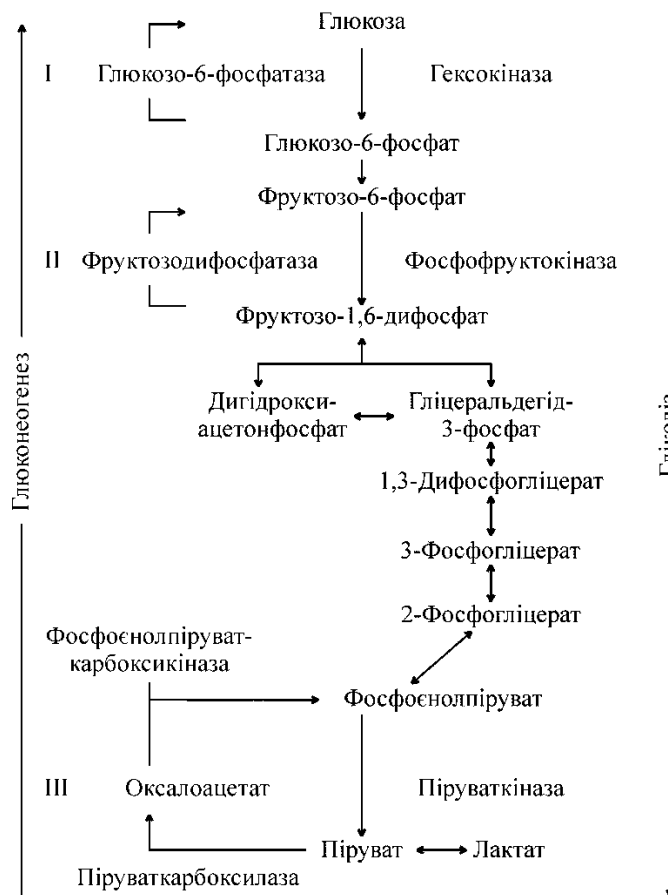 Глюкоза
I Глюкозо-6-фосфатаза Гексокіназа
Глюкозо-6-фосфат
Фруктозо-6-фосфат
II Фруктозодифосфатаза Фосфофруктокіназа
Фруктозо-1,6-дифосфат
Глюконеогенез
Дигідрокси-
ацетонфосфат
Гліцеральдегід-
3-фосфат
1,3-Дифосфогліцерат
3-Фосфогліцерат
2-Фосфогліцерат
Фосфоєнолпіруват-
карбоксикіназа
Фосфоєнолпіруват
III Оксалоацетат Піруваткіназа
Піруват Лактат
Піруваткарбоксилаза